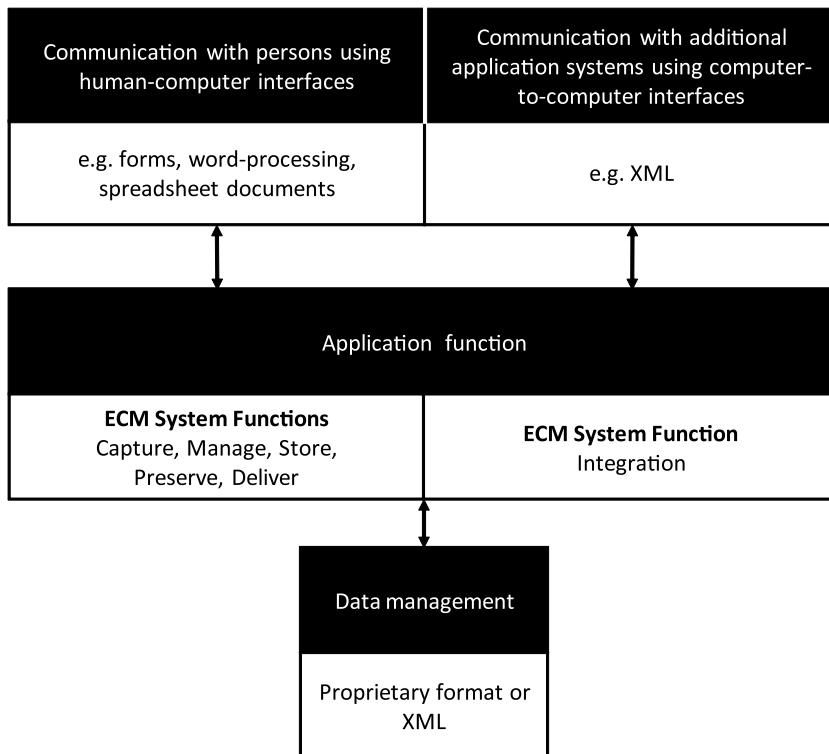 Communication with persons using
human-computer interfaces
Communication with additional
application systems using computer-
to-computer interfaces
e.g. forms, word-processing,
spreadsheet documents
e.g. XML
Application function
ECM System Functions
Capture, Manage, Store,
Preserve, Deliver
ECM System Function
Integration
Data management
Proprietary format or
XML